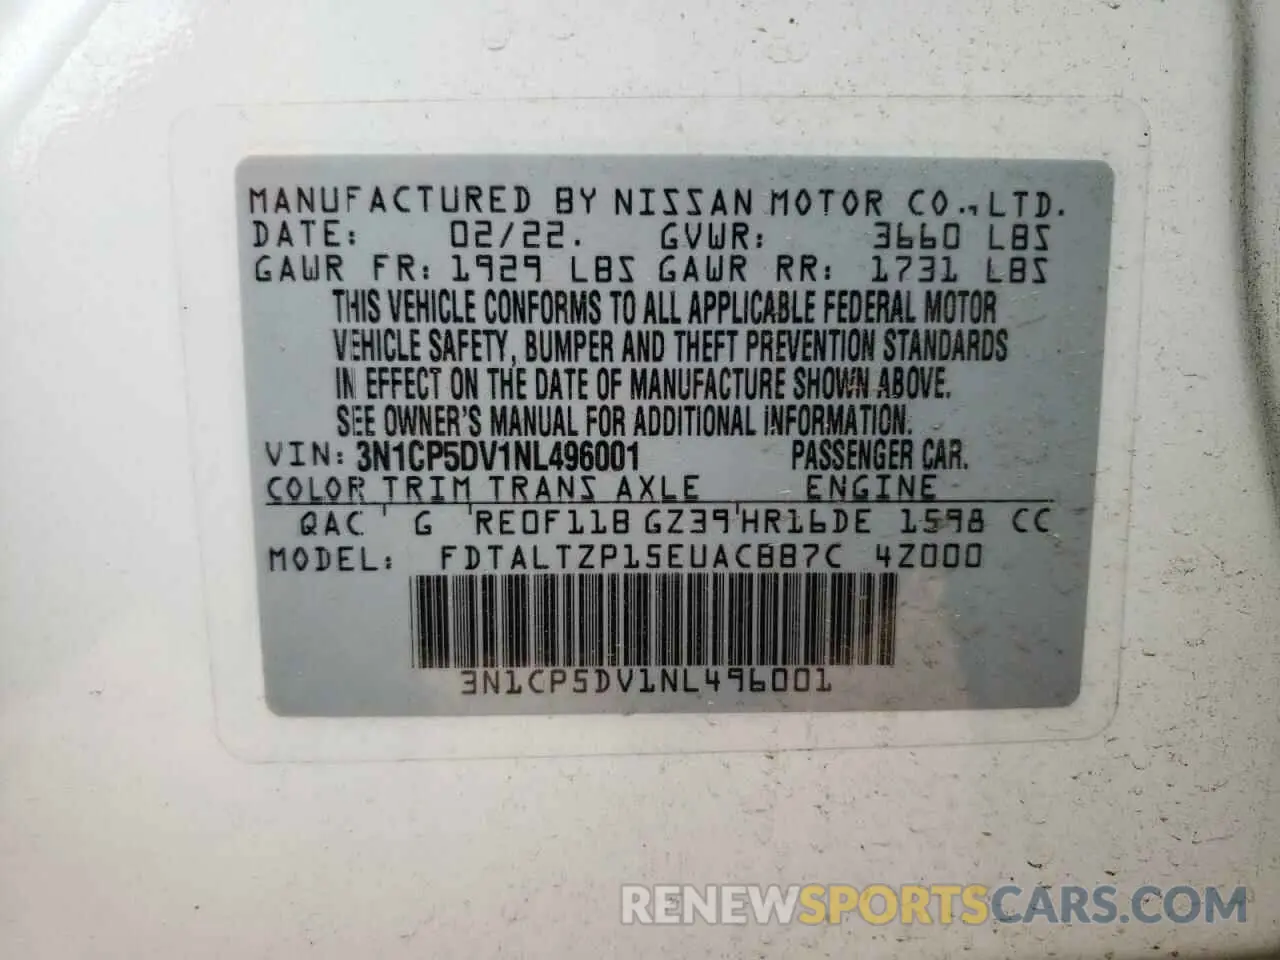 MANUFACTURED BY NISSAN MOTOR CO., LTD.
DATE: 02/22. GVWR: 3660 LBS
GAWR FR: 1929 LBS GAWR RR: 1731 LBS
THIS VEHICLE CONFORMS TO ALL APPLICABLE FEDERAL MOTOR
VEHICLE SAFETY, BUMPER AND THEFT PREVENTION STANDARDS
IN EFFECT ON THE DATE OF MANUFACTURE SHOWN ABOVE.
SEE OWNER'S MANUAL FOR ADDITIONAL INFORMATION.
VIN: 3N1CP5DV1NL496001 PASSENGER CAR.
COLOR TRIM TRANS AXLE ENGINE
QAC ' G 'RE0F11B GZ39'HR16DE 1598 CC
MODEL: FDTALTZP15EUACBB7C 4Z000
3N1CP5DV1NL496001
RENEWSPORTSCARS.COM